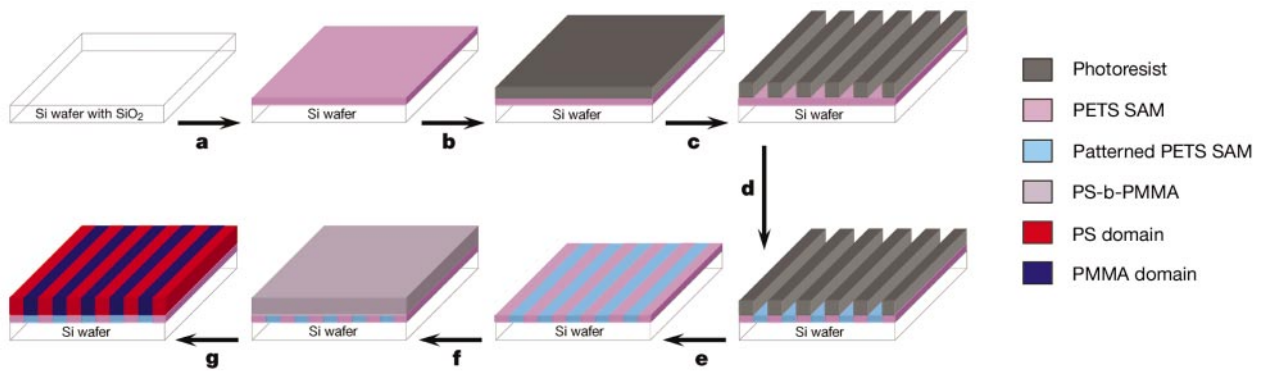 Si wafer with SiO₂
a
Si wafer
b
Si wafer
c
Si wafer
d
Si wafer
e
Si wafer
f
Si wafer
g
Si wafer
Photoresist
PETS SAM
Patterned PETS SAM
PS-b-PMMA
PS domain
PMMA domain